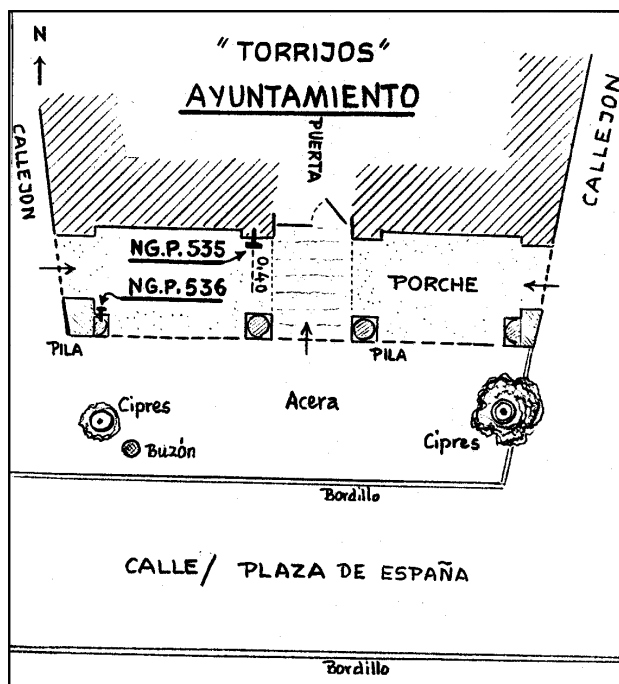 N
"TORRIJOS"
AYUNTAMIENTO
CALLEJON
CALLEJON
PUERTA
NG.P. 535
0,40
NG.P. 536
PORCHE
PILA
PILA
Cipres
Acera
Cipres
Buzón
Bordillo
CALLE/ PLAZA DE ESPAÑA
Bordillo